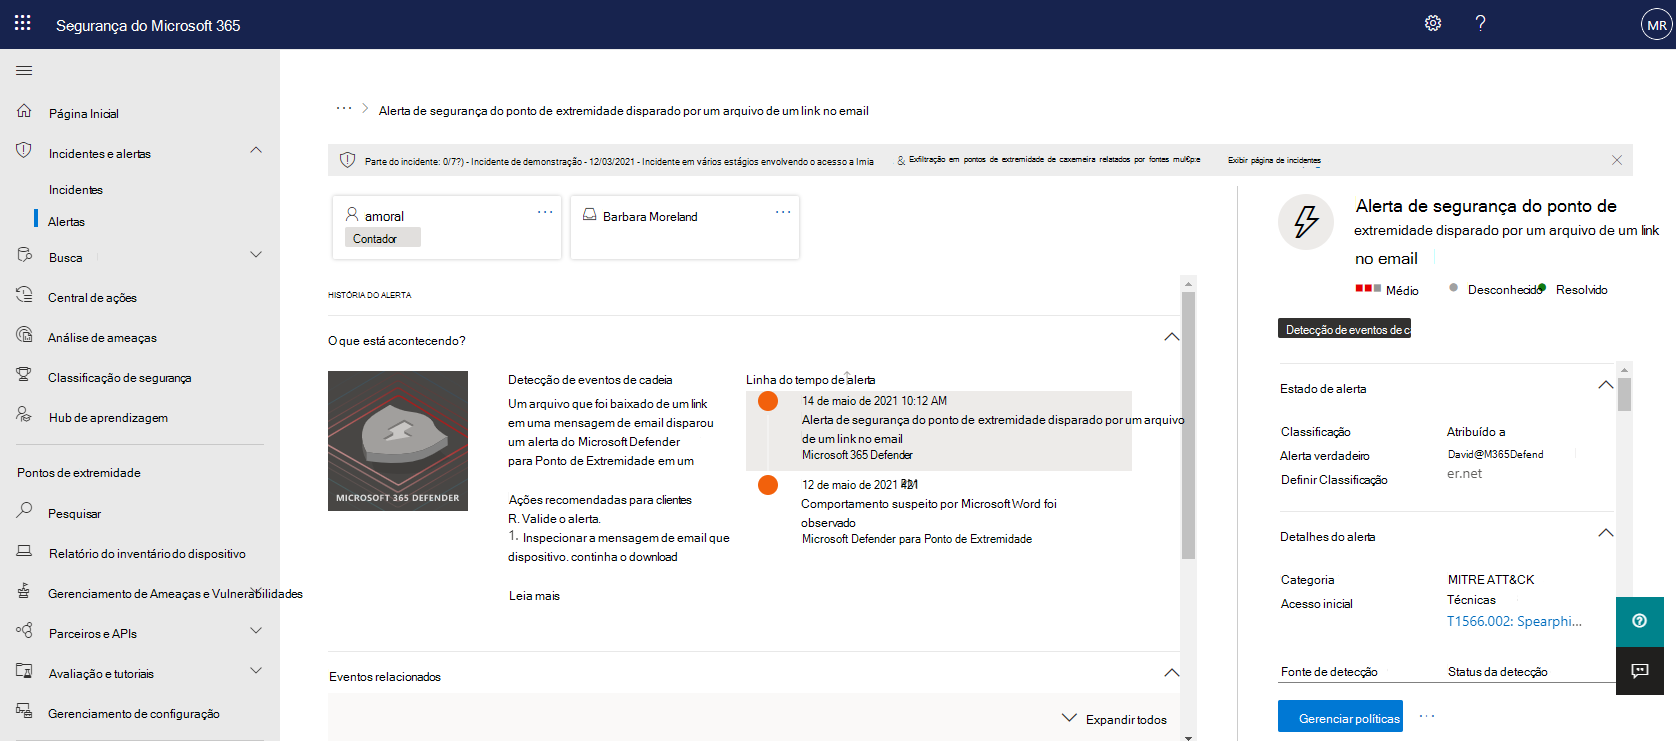 Segurança do Microsoft 365
MR
Página Inicial
Incidentes e alertas
Incidentes
Alertas
Busca
Central de ações
Análise de ameaças
Classificação de segurança
Hub de aprendizagem
Pontos de extremidade
Pesquisar
Relatório do inventário do dispositivo
Gerenciamento de Ameaças e Vulnerabilidades
Parceiros e APIs
Avaliação e tutoriais
Gerenciamento de configuração
Alerta de segurança do ponto de extremidade disparado por um arquivo de um link no email
Parte do incidente: 0/7?) - Incidente de demonstração - 12/03/2021 - Incidente em vários estágios envolvendo o acesso a Imia & Exfiltração em pontos de extremidade de caxemeira relatados por fontes mul€p:e Exibir página de incidentes
amoral
Contador
Barbara Moreland
HISTÓRIA DO ALERTA
O que está acontecendo?
MICROSOFT 365 DEFENDER
Detecção de eventos de cadeia
Um arquivo que foi baixado de um link
em uma mensagem de email disparou
um alerta do Microsoft Defender
para Ponto de Extremidade em um
Ações recomendadas para clientes
R. Valide o alerta.
1. Inspecionar a mensagem de email que
dispositivo. continha o download
Leia mais
Linha do tempo de alerta
14 de maio de 2021 10:12 AM
Alerta de segurança do ponto de extremidade disparado por um arquivo
de um link no email
Microsoft 365 Defender
12 de maio de 2021
Comportamento suspeito por Microsoft Word foi
observado
Microsoft Defender para Ponto de Extremidade
Eventos relacionados
Expandir todos
Alerta de segurança do ponto de
extremidade disparado por um arquivo de um link
no email
Médio Desconhecido Resolvido
Detecção de eventos de c
Estado de alerta
Classificação Atribuído a
Alerta verdadeiro David@M365Defend
Definir Classificação er.net
Detalhes do alerta
Categoria MITRE ATT&CK
Acesso inicial Técnicas
T1566.002: Spearphi...
Fonte de detecção Status da detecção
Gerenciar políticas